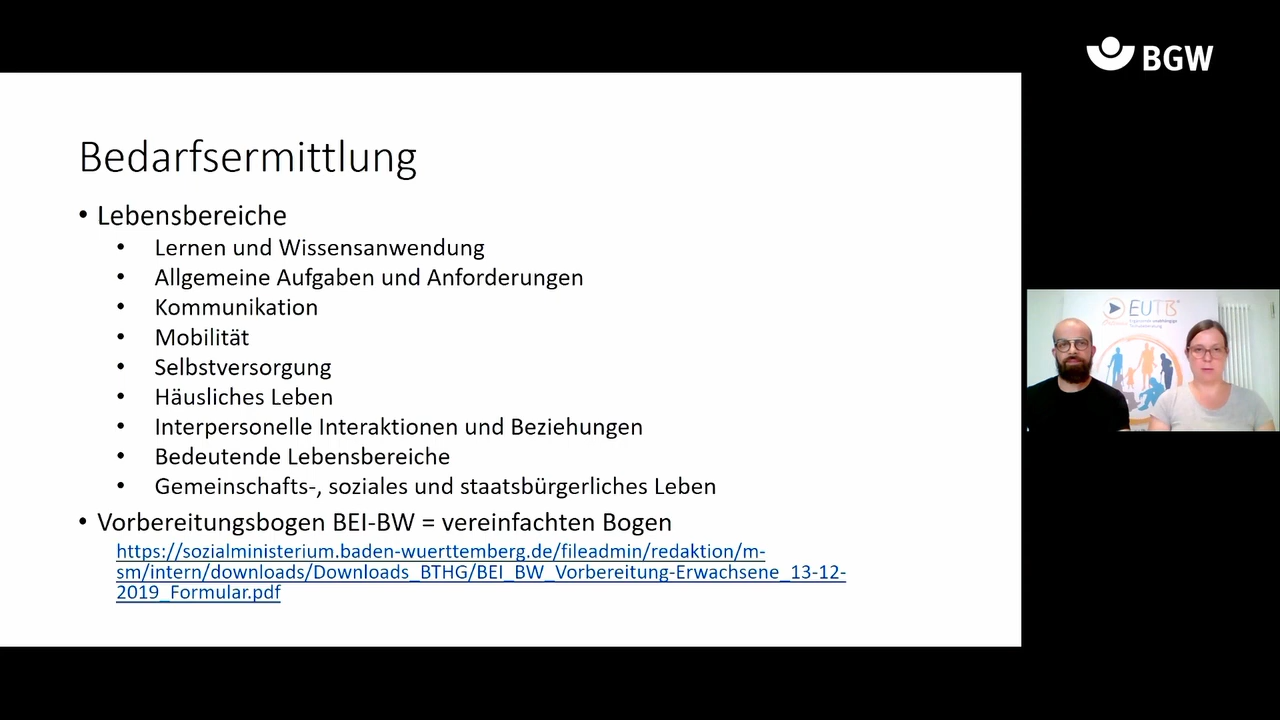 BGW
Bedarfsermittlung
• Lebensbereiche
• Lernen und Wissensanwendung
• Allgemeine Aufgaben und Anforderungen
• Kommunikation
• Mobilität
• Selbstversorgung
• Häusliches Leben
• Interpersonelle Interaktionen und Beziehungen
• Bedeutende Lebensbereiche
• Gemeinschafts-, soziales und staatsbürgerliches Leben
• Vorbereitungsbogen BEI-BW = vereinfachten Bogen
https://sozialministerium.baden-wuerttemberg.de/fileadmin/redaktion/m-
sm/intern/downloads/Downloads_BTHG/BEI_BW_Vorbereitung-Erwachsene_13-12-
2019_Formular.pdf
EUTB